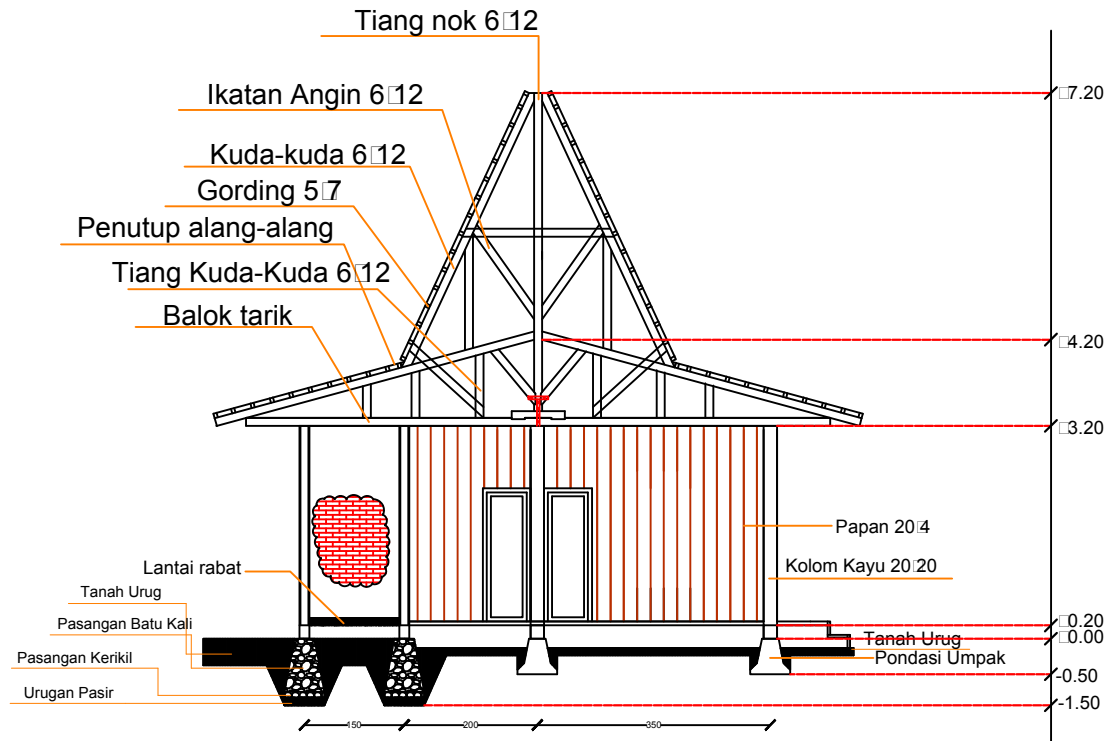 Tiang nok 6□12
Ikatan Angin 6□12
Kuda-kuda 6□12
Gording 5□7
Penutup alang-alang
Tiang Kuda-Kuda 6□12
Balok tarik
□7.20
□4.20
□3.20
Papan 20□4
Kolom Kayu 20□20
Lantai rabat
Tanah Urug
Pasangan Batu Kali
Pasangan Kerikil
Urugan Pasir
□0.20
□0.00
Tanah Urug
Pondasi Umpak
-0.50
-1.50
150
200
350